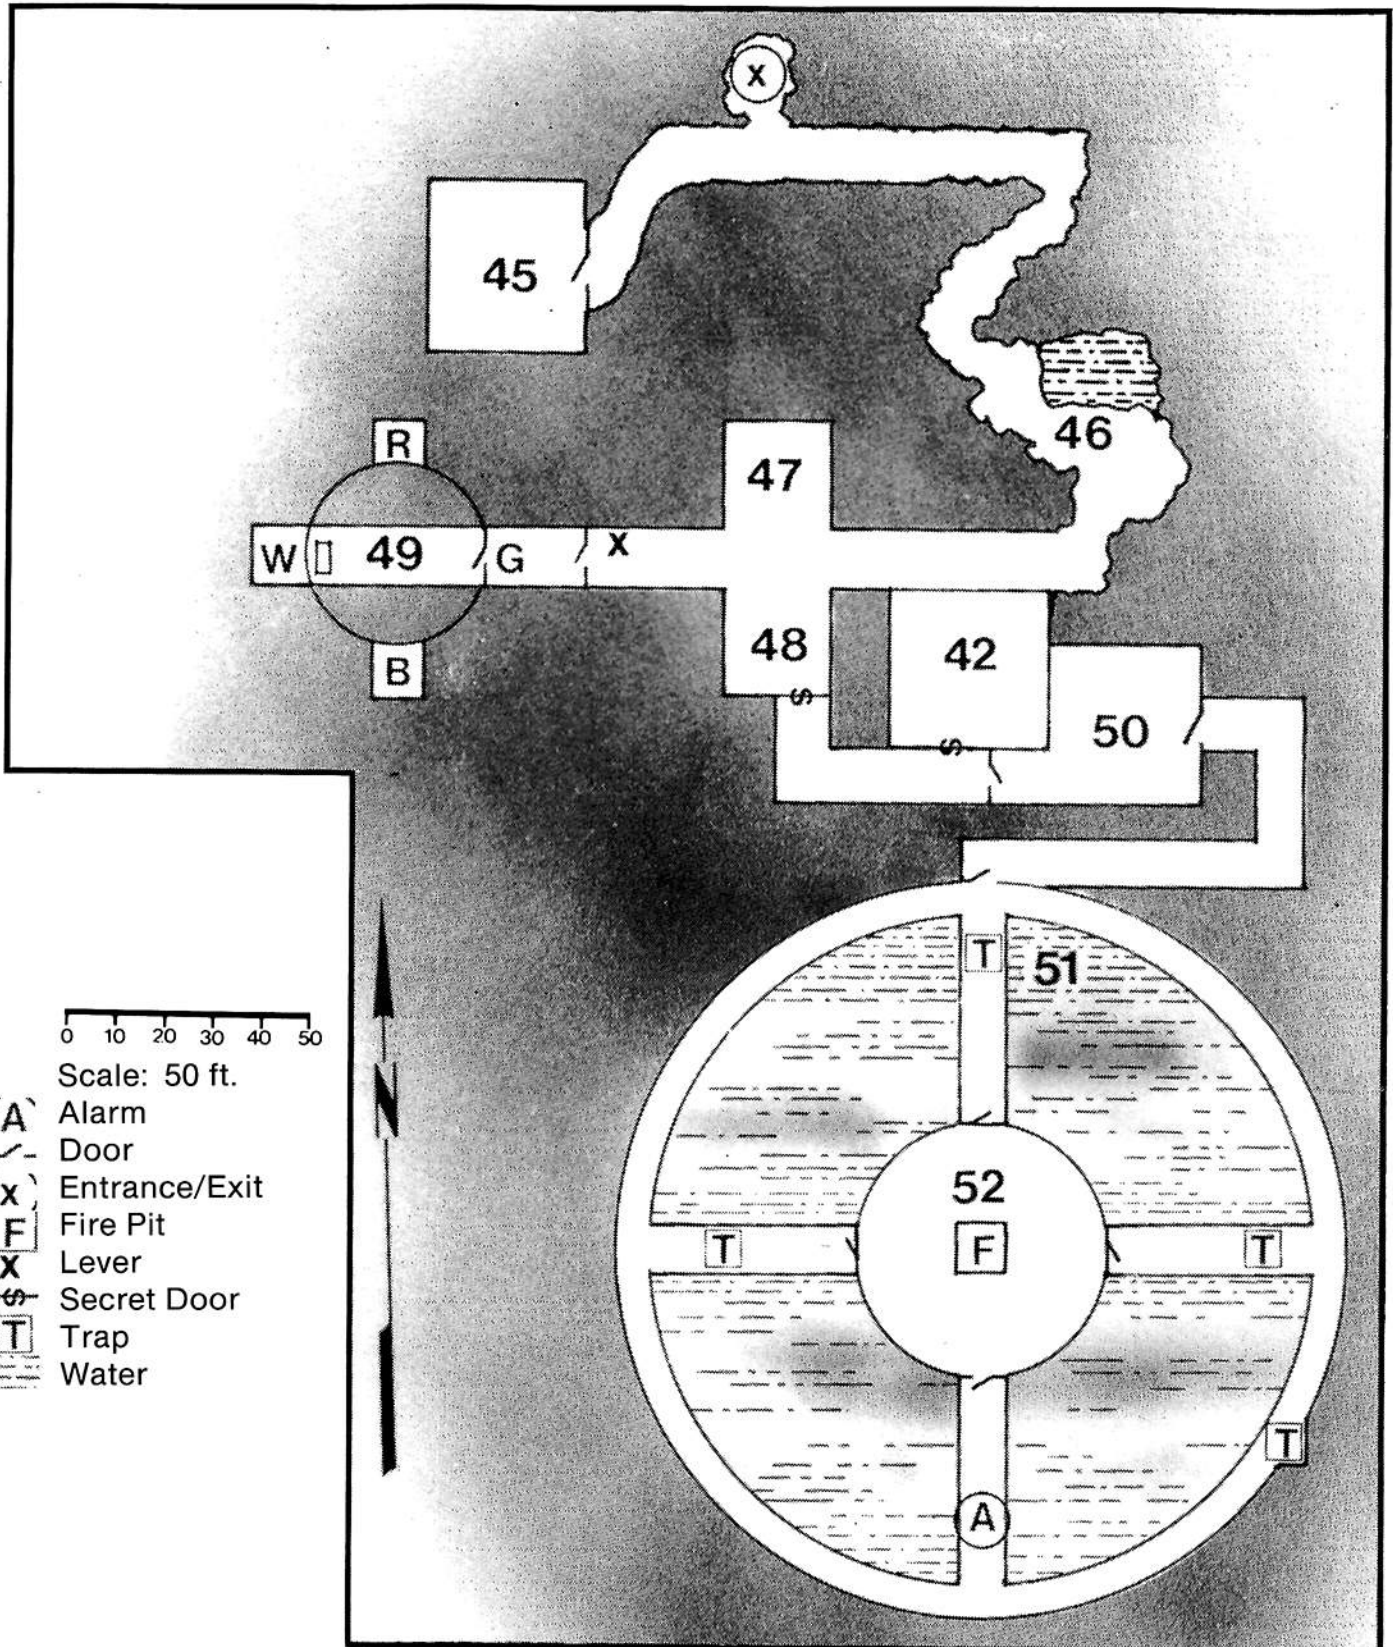 X
45
46
R
47
W 49 G X
48
42
B
50
T
51
N
0 10 20 30 40 50
Scale: 50 ft.
A Alarm
Door
X Entrance/Exit
F Fire Pit
X Lever
S Secret Door
T Trap
Water
52
T F T
T
A